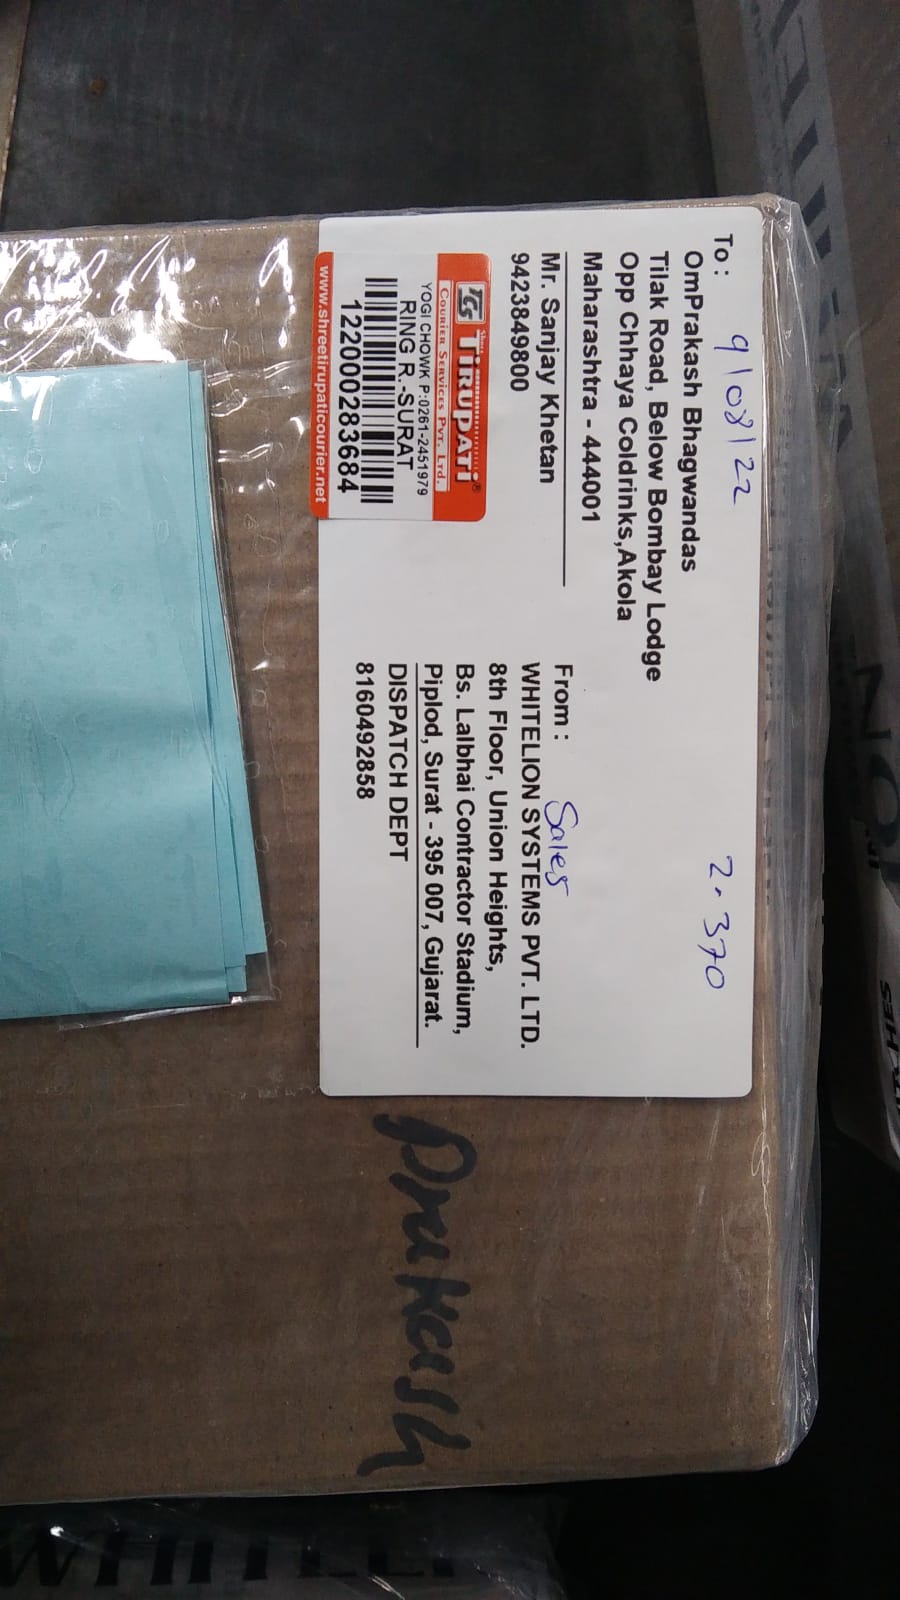 To :
9/08/22
2.370
OmPrakash Bhagwandas
Tilak Road, Below Bombay Lodge
Opp Chhaya Coldrinks,Akola
Maharashtra - 444001
Mr. Sanjay Khetan
9423849800
Shree TIRUPATI®
COURIER SERVICES PVT. LTD.
YOGI CHOWK P:0261-2451979
RING R.-SURAT
122000283684
www.shreetirupaticourier.net
From :
Sales
WHITELION SYSTEMS PVT. LTD.
8th Floor, Union Heights,
Bs. Lalbhai Contractor Stadium,
Piplod, Surat - 395 007, Gujarat.
DISPATCH DEPT
8160492858
Prakash